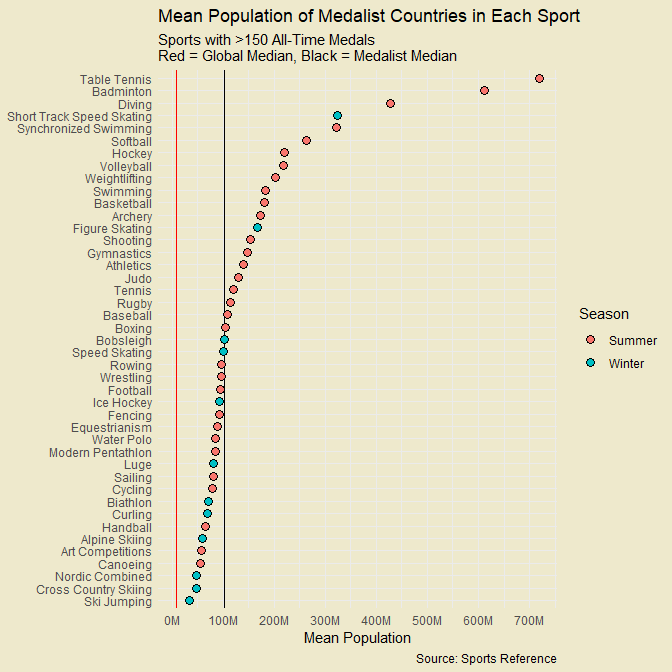 Mean Population of Medalist Countries in Each Sport
Sports with >150 All-Time Medals
Red = Global Median, Black = Medalist Median
Table Tennis
Badminton
Diving
Short Track Speed Skating
Synchronized Swimming
Softball
Hockey
Volleyball
Weightlifting
Swimming
Basketball
Archery
Figure Skating
Shooting
Gymnastics
Athletics
Judo
Tennis
Rugby
Baseball
Boxing
Bobsleigh
Speed Skating
Rowing
Wrestling
Football
Ice Hockey
Fencing
Equestrianism
Water Polo
Modern Pentathlon
Luge
Sailing
Cycling
Biathlon
Curling
Handball
Alpine Skiing
Art Competitions
Canoeing
Nordic Combined
Cross Country Skiing
Ski Jumping
0M 100M 200M 300M 400M 500M 600M 700M
Mean Population
Season
Summer
Winter
Source: Sports Reference